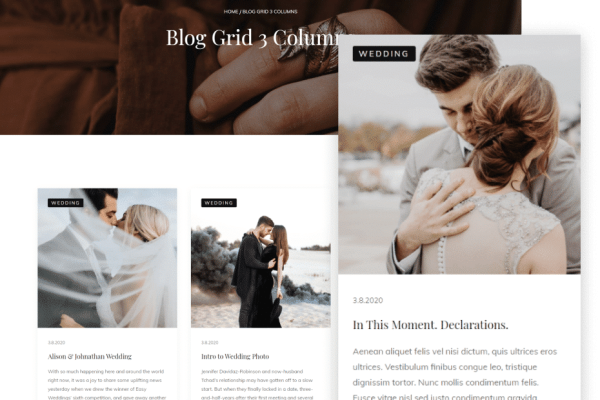 HOME / BLOG GRID 3 COLUMNS
Blog Grid 3 Columns
WEDDING
3.8.2020
Alison & Johnathan Wedding
With so much happening here and around the world
right now, it was a joy to share some uplifting news
yesterday when we drew the winner of Easy
Weddings' sixth competition, and gave away another
WEDDING
3.8.2020
Intro to Wedding Photo
Jennifer Dambly-Robinson and now-husband
relationship may have gotten off to a slow
start. But when they finally locked in a date, three-
and-half years after their first meeting and several
WEDDING
3.8.2020
In This Moment. Declarations.
Aenean aliquet felis vel nisi dictum, quis ultrices eros
ultrices. Vestibulum finibus congue leo, tristique
dignissim tortor. Nunc mollis condimentum felis.
Fusce vitae nisl sed justo condimentum gravida